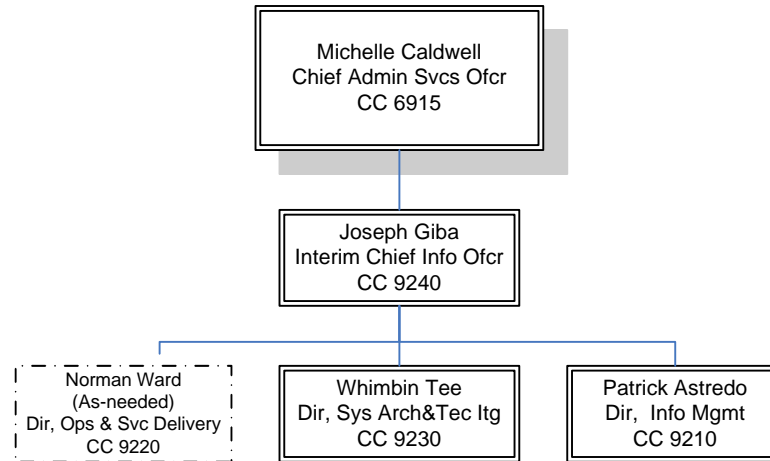 Michelle Caldwell
Chief Admin Svcs Ofcr
CC 6915
Joseph Giba
Interim Chief Info Ofcr
CC 9240
Norman Ward
(As-needed)
Dir, Ops & Svc Delivery
CC 9220
Whimbin Tee
Dir, Sys Arch&Tec Itg
CC 9230
Patrick Astredo
Dir, Info Mgmt
CC 9210